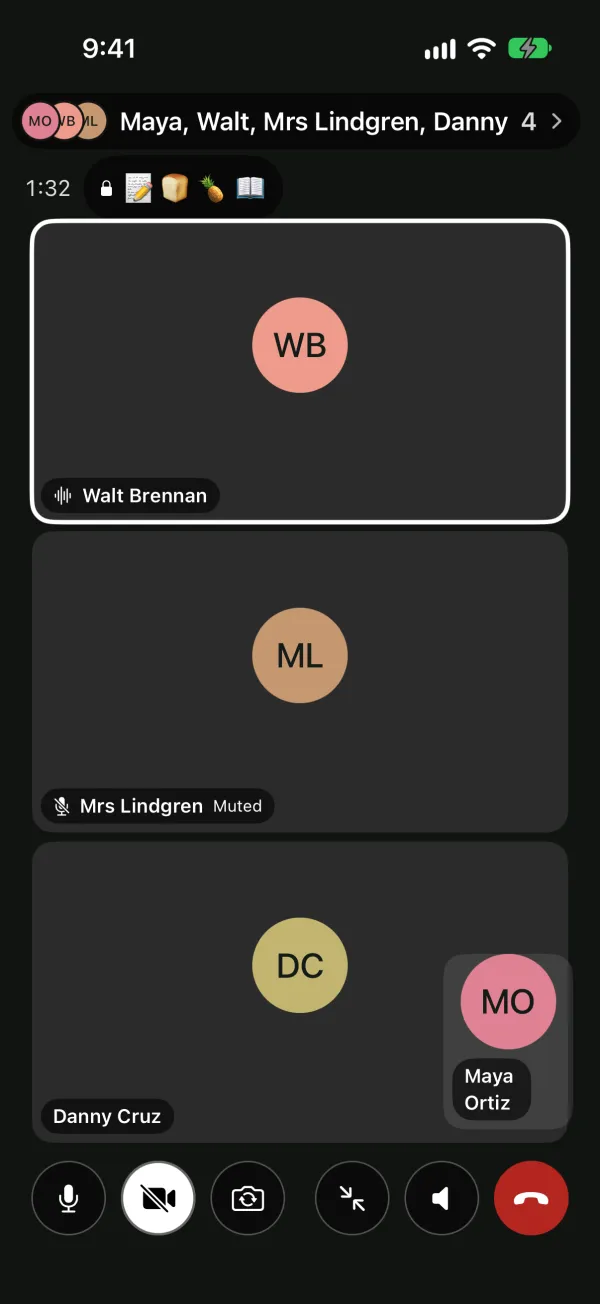 9:41
MO VB ML Maya, Walt, Mrs Lindgren, Danny 4
1:32
WB
Walt Brennan
ML
Mrs Lindgren Muted
DC
MO
Maya
Ortiz
Danny Cruz